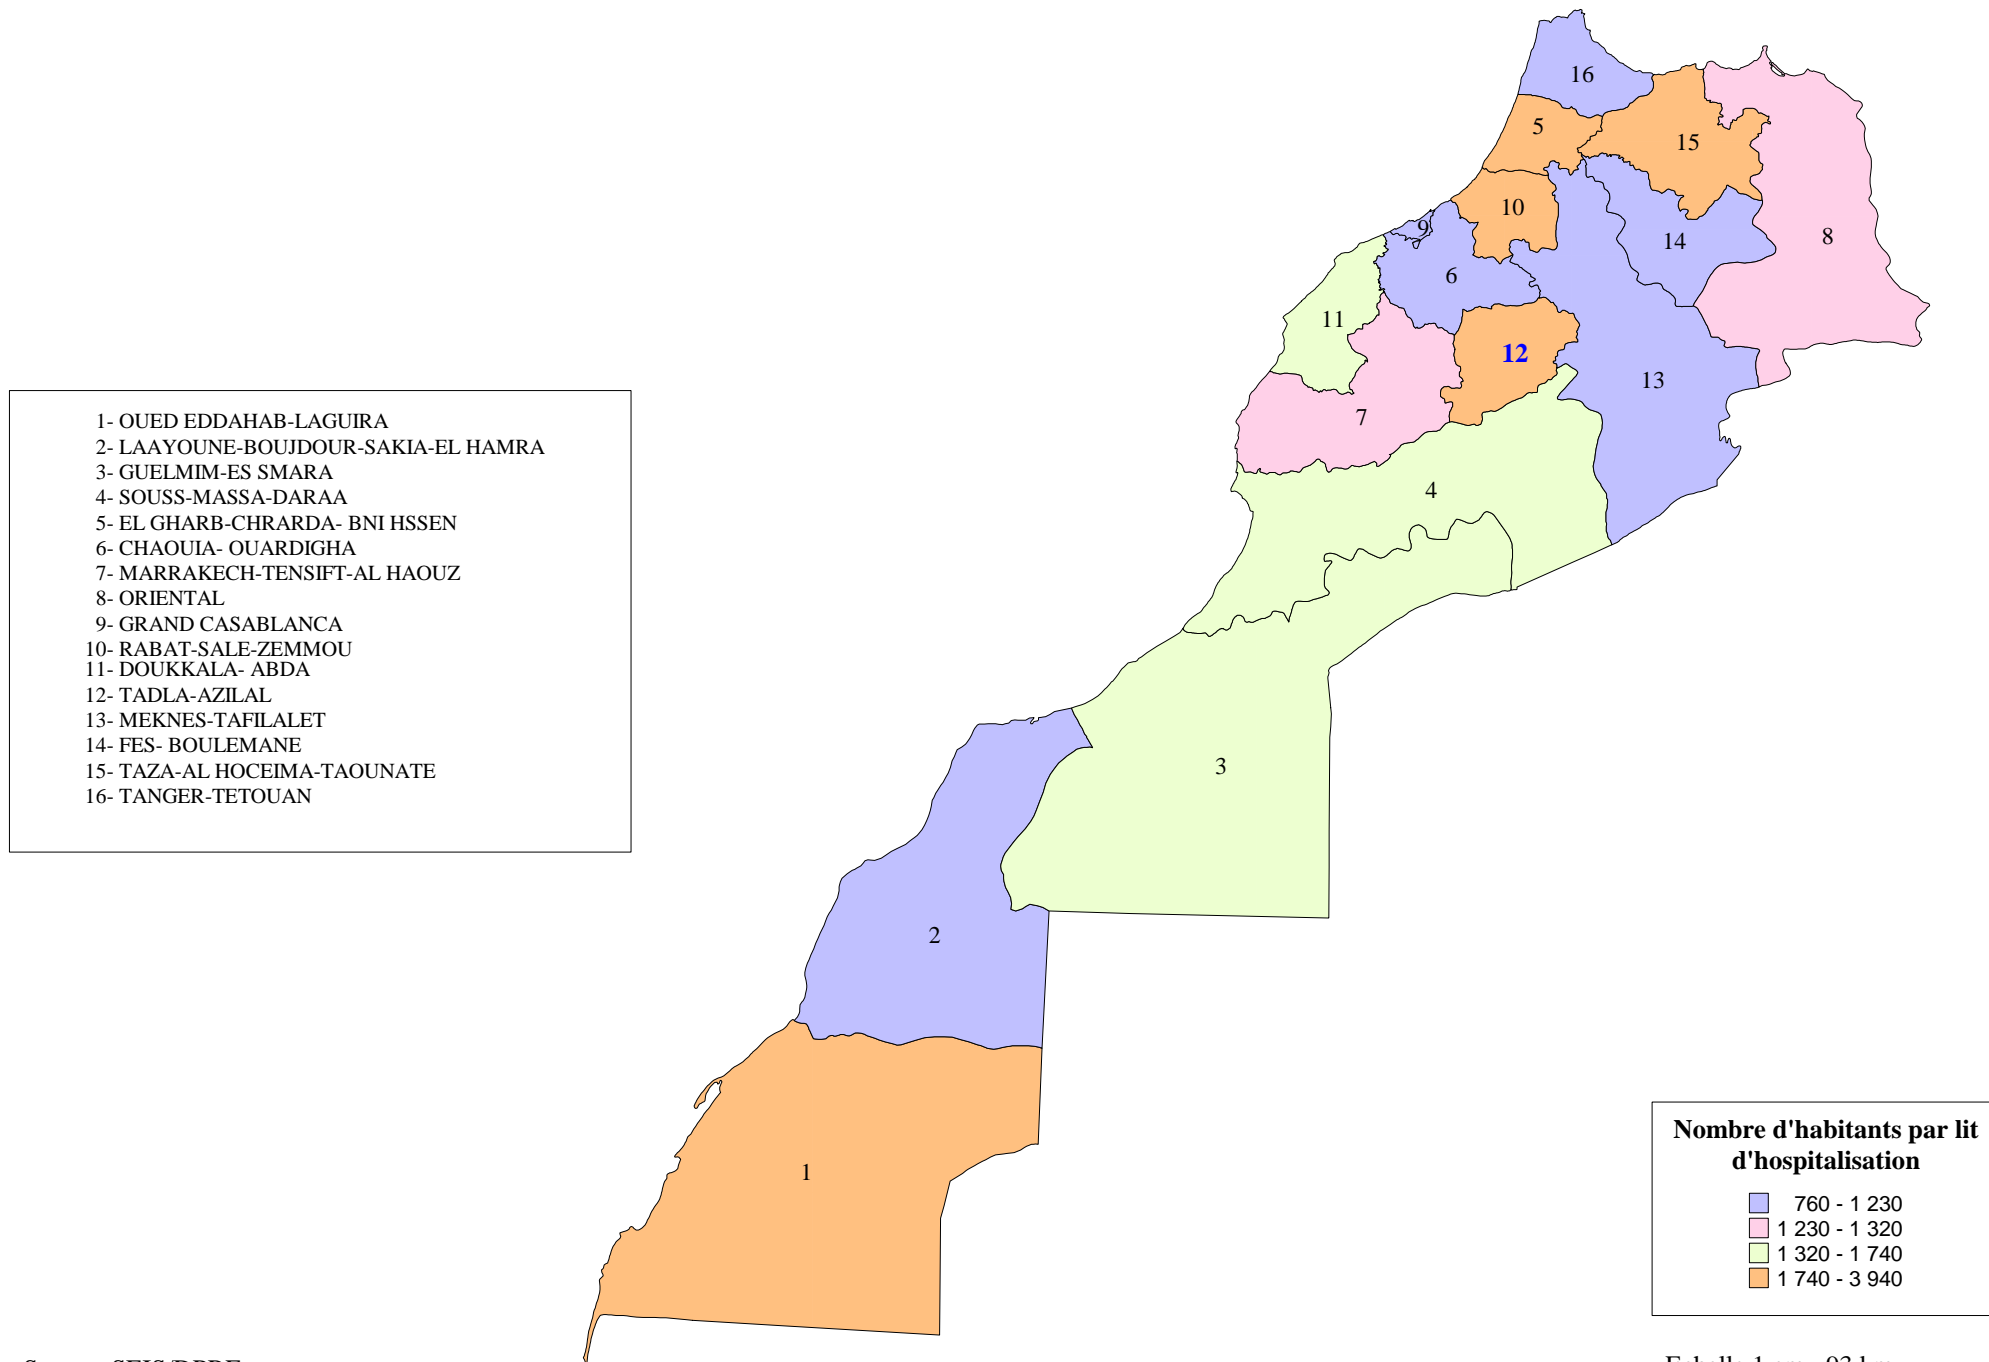 16
5
15
10
9
14
8
6
11
12
13
7
4
1- OUED EDDAHAB-LAGUIRA
2- LAAYOUNE-BOUJDOUR-SAKIA-EL HAMRA
3- GUELMIM-ES SMARA
4- SOUSS-MASSA-DARAA
5- EL GHARB-CHRARDA- BNI HSSEN
6- CHAOUIA- OUARDIGHA
7- MARRAKECH-TENSIFT-AL HAOUZ
8- ORIENTAL
9- GRAND CASABLANCA
10- RABAT-SALE-ZEMMOU
11- DOUKKALA- ABDA
12- TADLA-AZILAL
13- MEKNES-TAFILALET
14- FES- BOULEMANE
15- TAZA-AL HOCEIMA-TAOUNATE
16- TANGER-TETOUAN
3
2
1
Nombre d'habitants par lit
d'hospitalisation
760 - 1 230
1 230 - 1 320
1 320 - 1 740
1 740 - 3 940